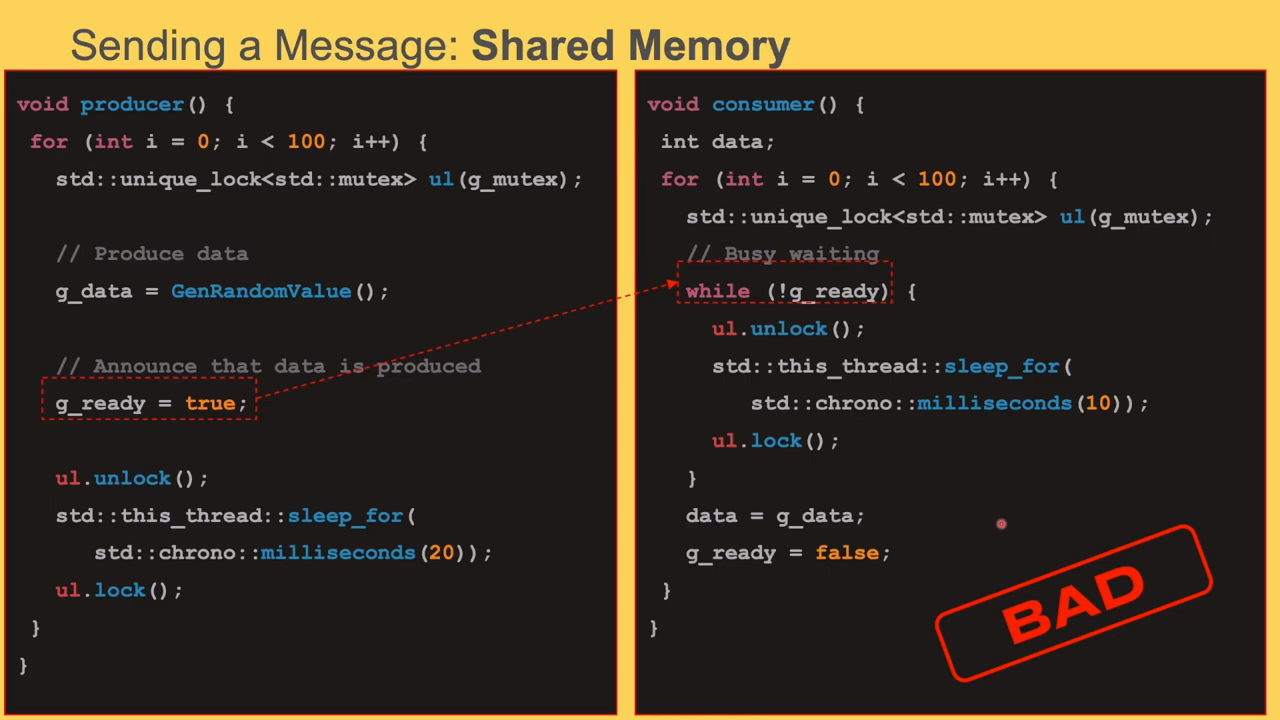 Sending a Message: Shared Memory
void producer() {
for (int i = 0; i < 100; i++) {
std::unique_lock<std::mutex> ul(g_mutex);
// Produce data
g_data = GenRandomValue();
// Announce that data is produced
g_ready = true;
ul.unlock();
std::this_thread::sleep_for(
std::chrono::milliseconds(20));
ul.lock();
}
}
void consumer() {
int data;
for (int i = 0; i < 100; i++) {
std::unique_lock<std::mutex> ul(g_mutex);
// Busy waiting
while (!g_ready) {
ul.unlock();
std::this_thread::sleep_for(
std::chrono::milliseconds(10));
ul.lock();
}
data = g_data;
g_ready = false;
}
}
BAD